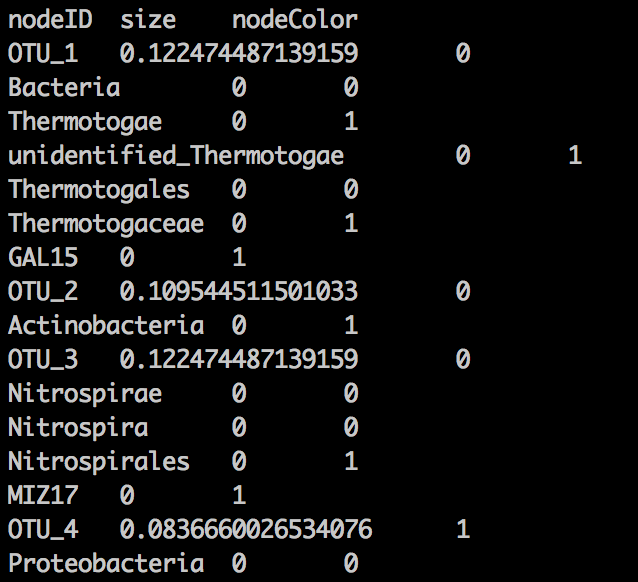 nodeID size nodeColor
OTU_1 0.122474487139159 0
Bacteria 0 0
Thermotogae 0 1
unidentified_Thermotogae 0 1
Thermotogales 0 0
Thermotogaceae 0 1
GAL15 0 1
OTU_2 0.109544511501033 0
Actinobacteria 0 1
OTU_3 0.122474487139159 0
Nitrospirae 0 0
Nitrospira 0 0
Nitrospirales 0 1
MIZ17 0 1
OTU_4 0.0836660026534076 1
Proteobacteria 0 0